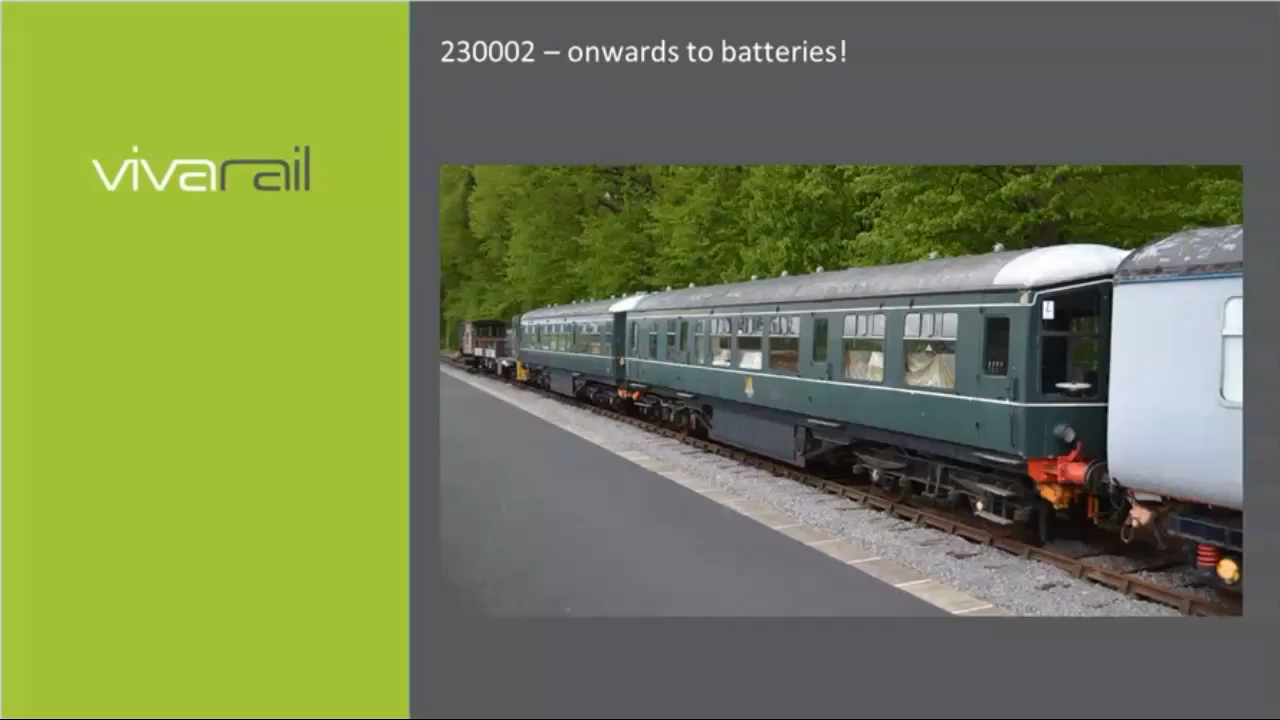 230002 – onwards to batteries!
vivarail